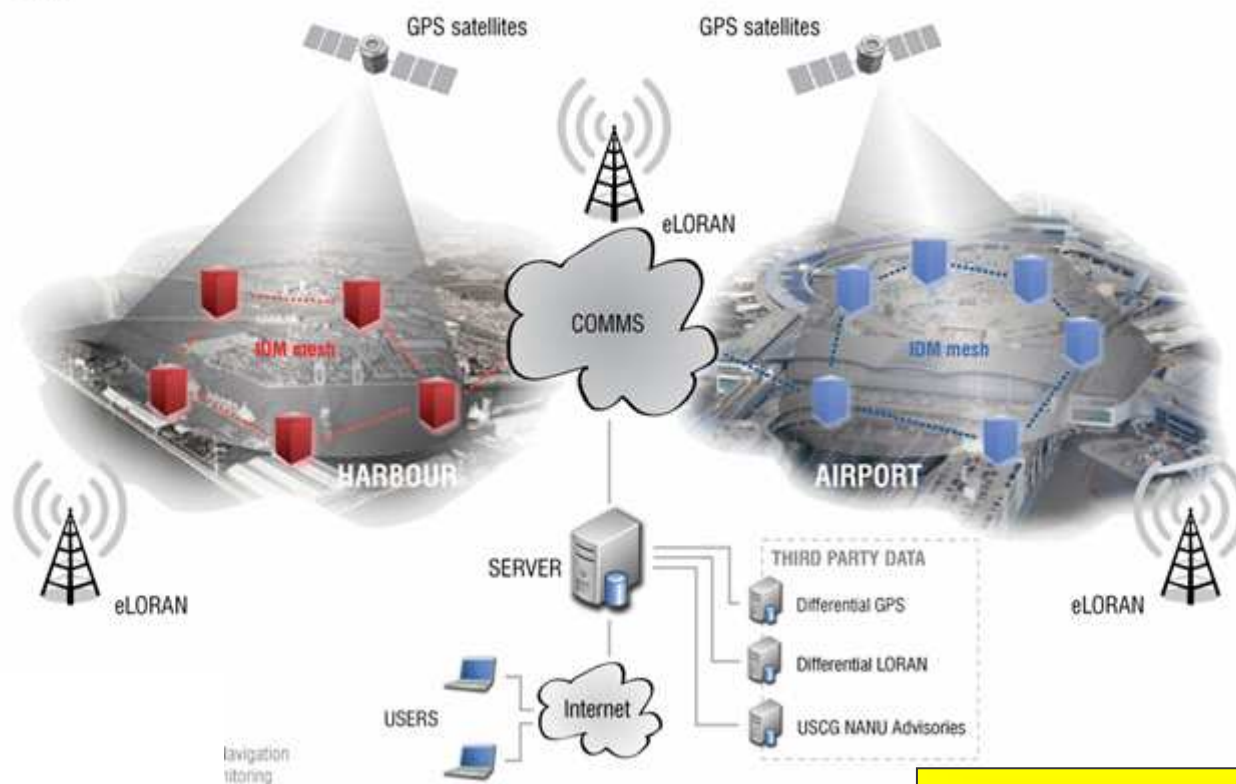 GPS satellites
GPS satellites
eLORAN
COMMS
IDM mesh
IDM mesh
HARBOUR
AIRPORT
eLORAN
eLORAN
SERVER
THIRD PARTY DATA
Differential GPS
Differential LORAN
USCG NANU Advisories
USERS
Internet